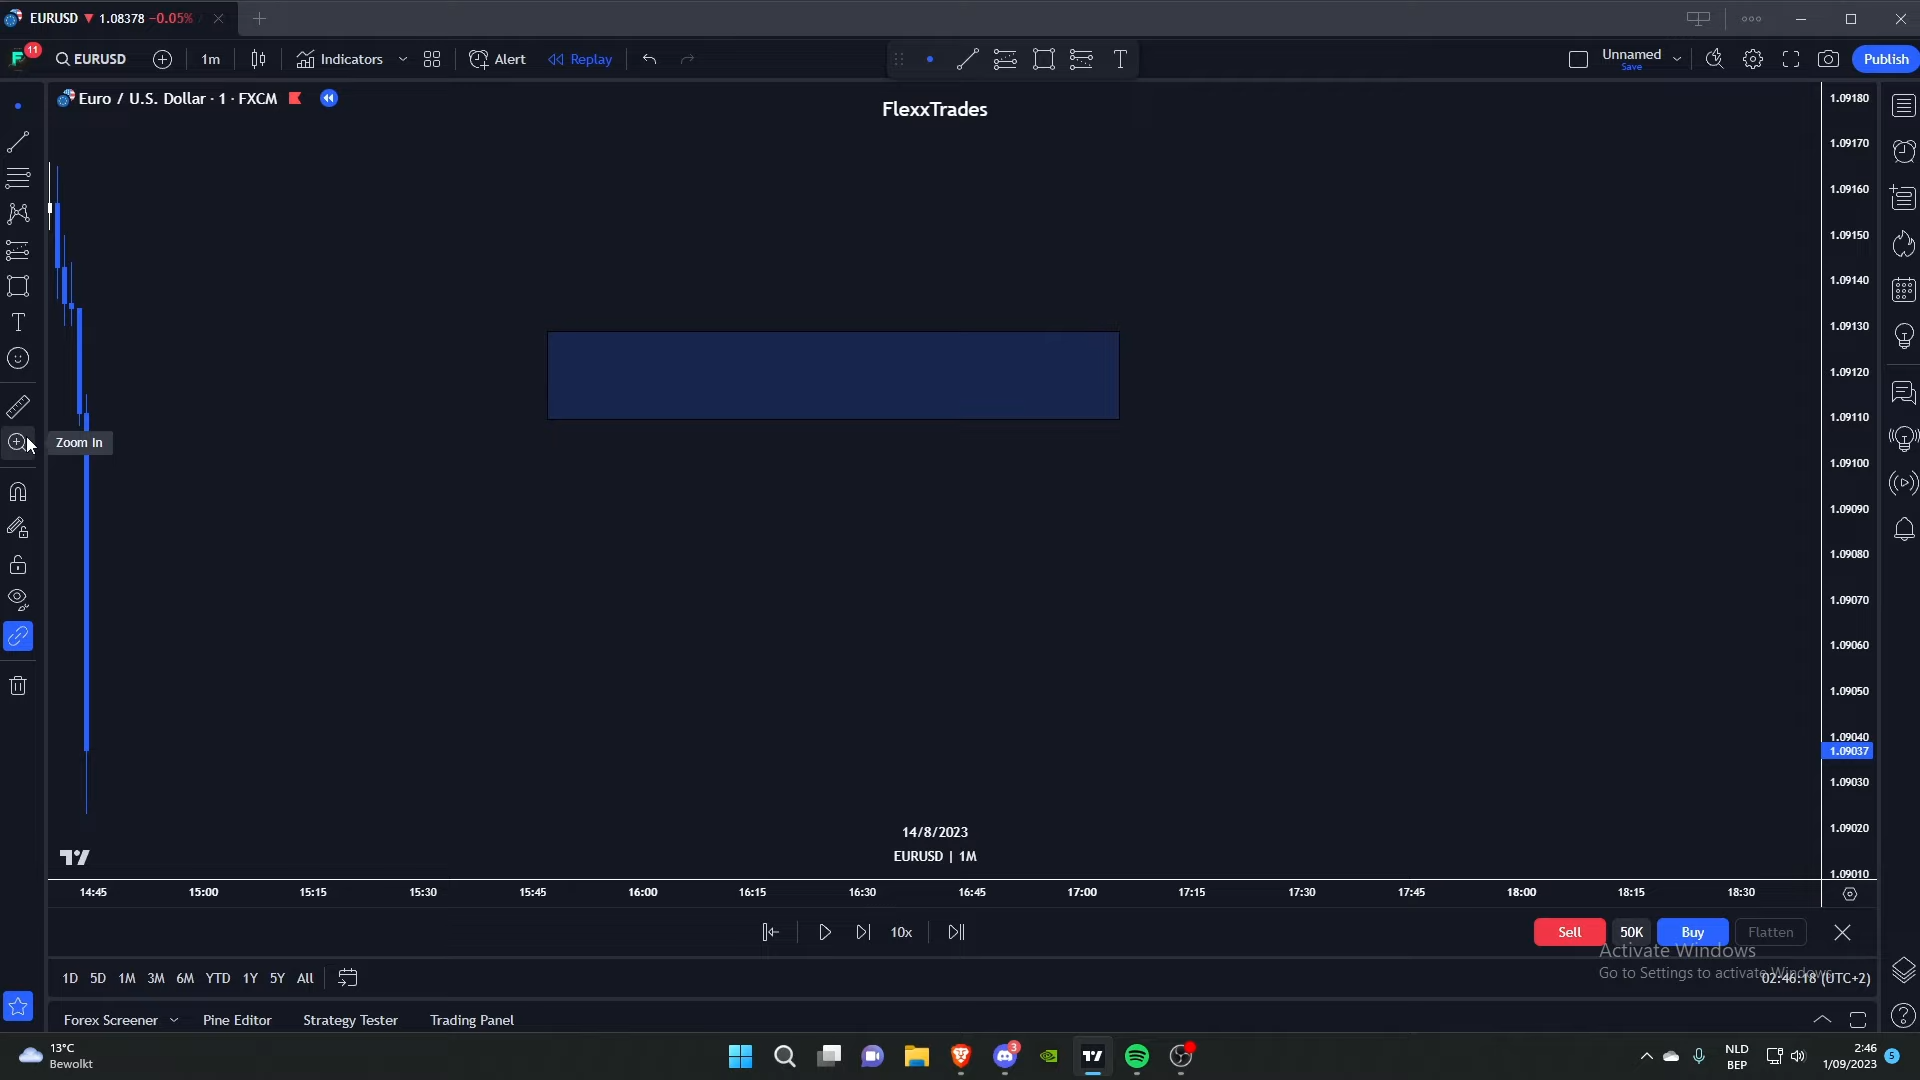 EURUSD ▼ 1.08378 −0.05% /
11
EURUSD
1m
Indicators
Alert
Replay
T
Unnamed
Save
Publish
Euro / U.S. Dollar · 1 · FXCM
FlexxTrades
1.09180
1.09170
1.09160
1.09150
1.09140
1.09130
1.09120
1.09110
1.09100
1.09090
1.09080
1.09070
1.09060
1.09050
1.09040
1.09037
1.09030
1.09020
1.09010
Zoom In
14/8/2023
EURUSD | 1M
14:45 15:00 15:15 15:30 15:45 16:00 16:15 16:30 16:45 17:00 17:15 17:30 17:45 18:00 18:15 18:30
10x
Sell
50K
Buy
Flatten
Activate Windows
Go to Settings to activate Windows.
1D 5D 1M 3M 6M YTD 1Y 5Y All
02:46:18 (UTC+2)
Forex Screener
Pine Editor
Strategy Tester
Trading Panel
13°C
Bewolkt
3
NLD
BEP
2:46
1/09/2023
5